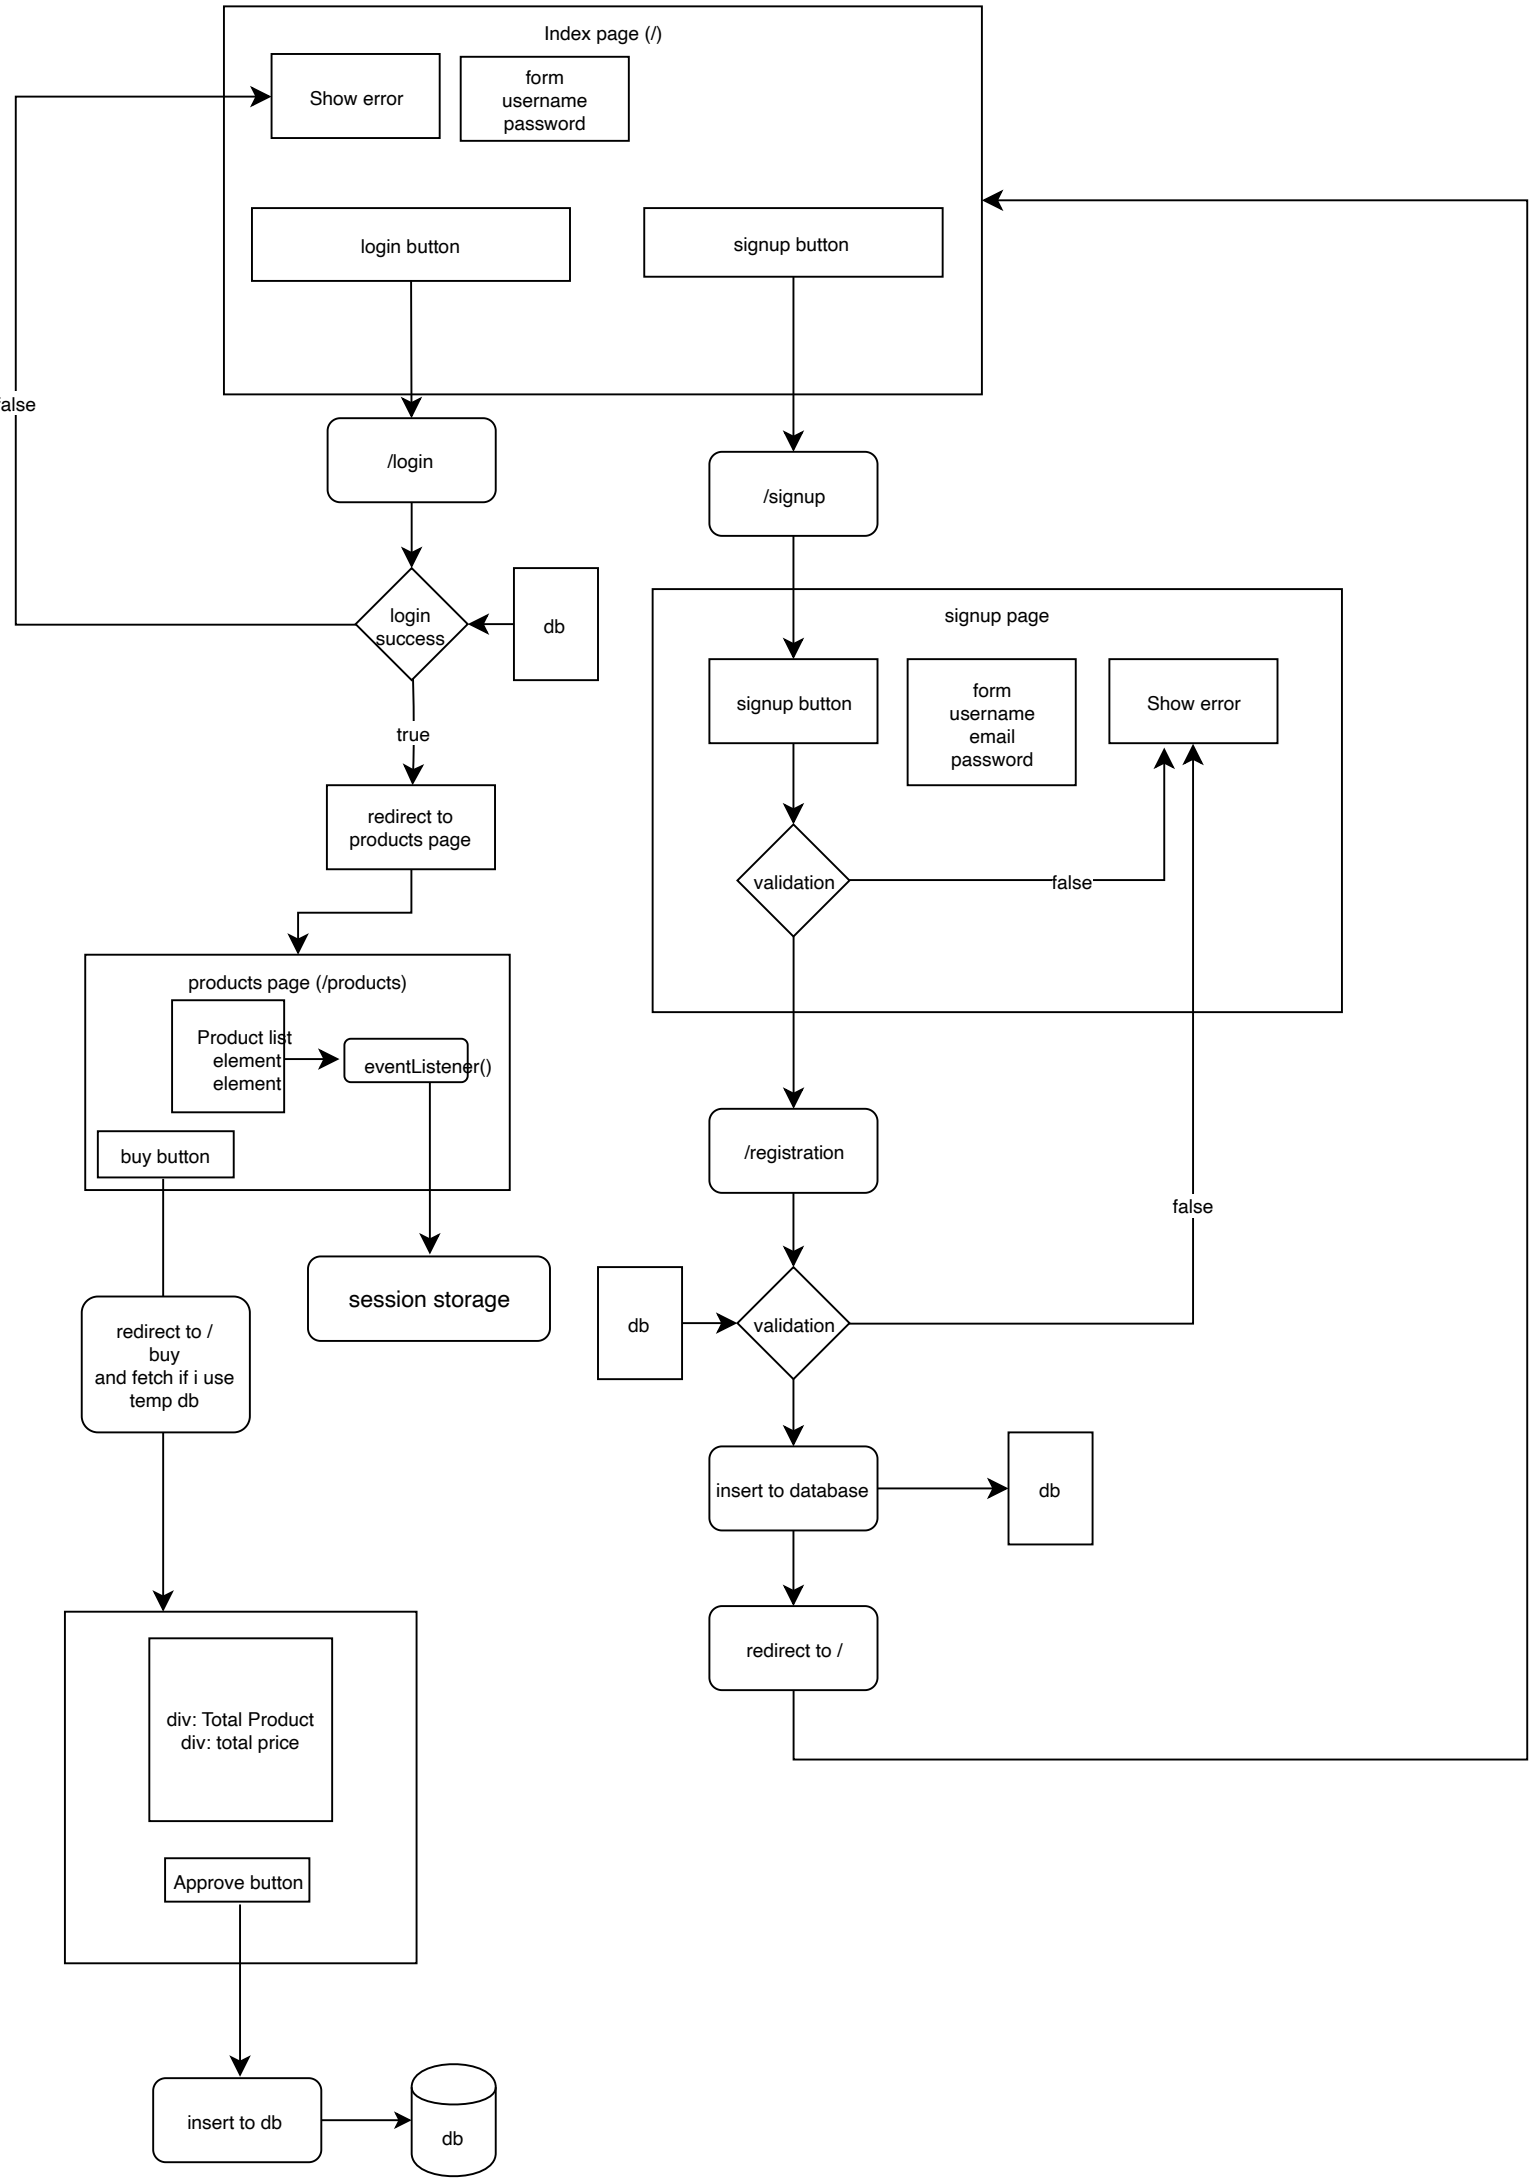 Index page (/)
Show error
form
username
password
login button
signup button
false
/login
/signup
login
success
db
signup page
signup button
form
username
email
password
Show error
true
redirect to
products page
validation
false
products page (/products)
Product list
element
element
eventListener()
buy button
/registration
false
session storage
redirect to /
buy
and fetch if i use
temp db
db
validation
insert to database
db
redirect to /
div: Total Product
div: total price
Approve button
insert to db
db